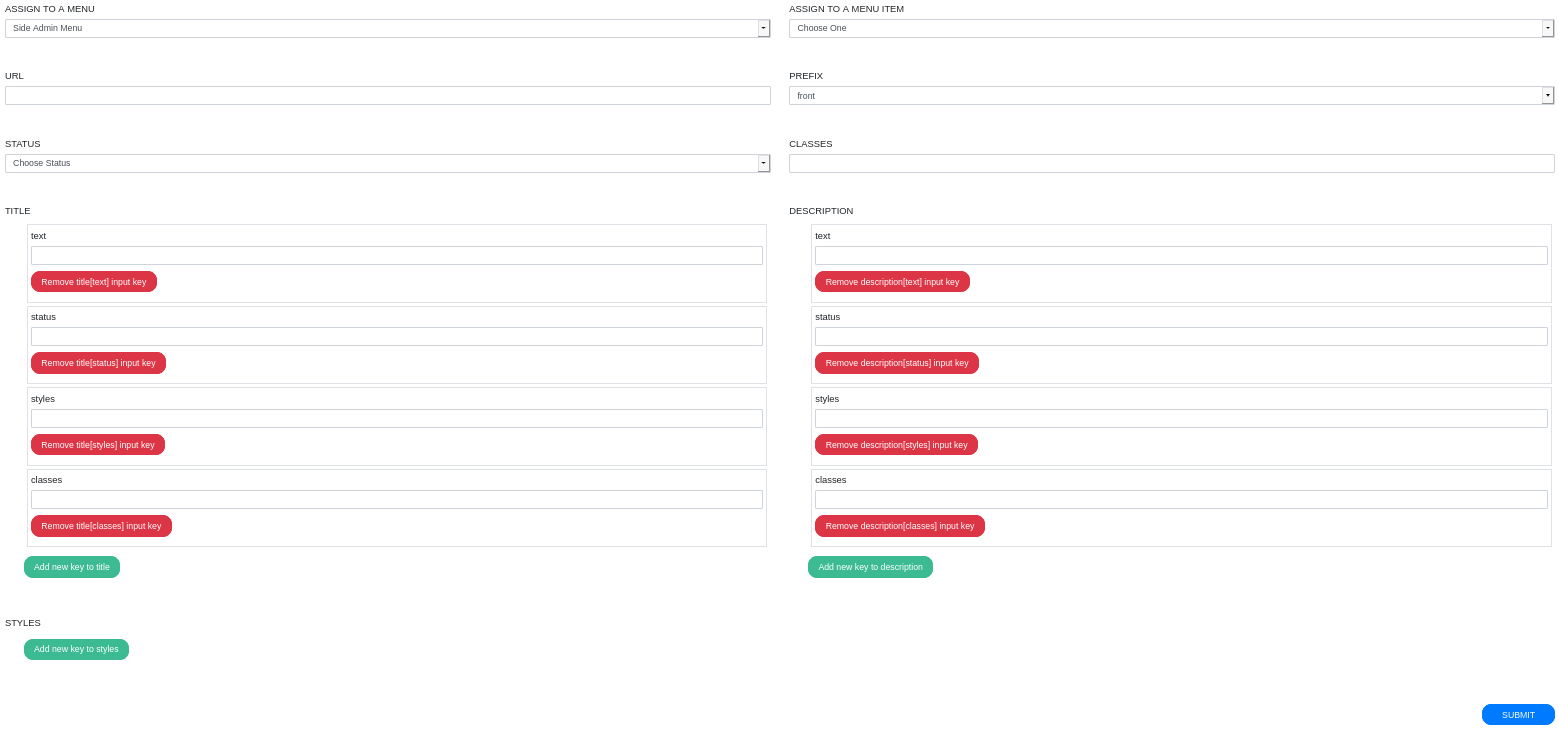 ASSIGN TO A MENU
Side Admin Menu
ASSIGN TO A MENU ITEM
Choose One
URL
PREFIX
front
STATUS
Choose Status
CLASSES
TITLE
text
Remove title[text] input key
status
Remove title[status] input key
styles
Remove title[styles] input key
classes
Remove title[classes] input key
Add new key to title
DESCRIPTION
text
Remove description[text] input key
status
Remove description[status] input key
styles
Remove description[styles] input key
classes
Remove description[classes] input key
Add new key to description
STYLES
Add new key to styles
SUBMIT